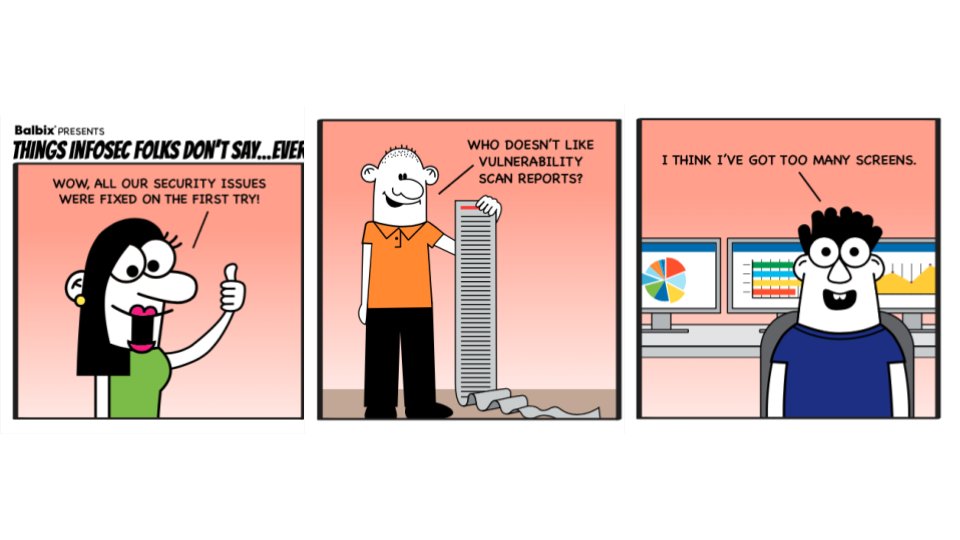 Balbix® PRESENTS
THINGS INFOSEC FOLKS DON'T SAY...EVER
WOW, ALL OUR SECURITY ISSUES
WERE FIXED ON THE FIRST TRY!
WHO DOESN'T LIKE
VULNERABILITY
SCAN REPORTS?
I THINK I'VE GOT TOO MANY SCREENS.